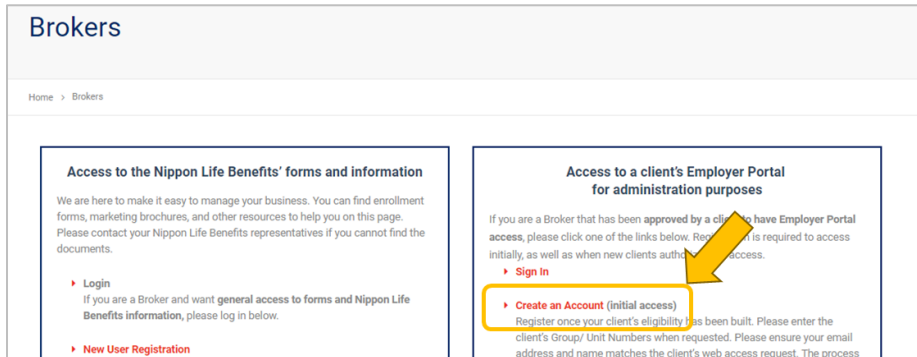 Brokers
Home > Brokers
Access to the Nippon Life Benefits' forms and information
We are here to make it easy to manage your business. You can find enrollment
forms, marketing brochures, and other resources to help you on this page.
Please contact your Nippon Life Benefits representatives if you cannot find the
documents.
Login
If you are a Broker and want general access to forms and Nippon Life
Benefits information, please log in below.
New User Registration
Access to a client's Employer Portal
for administration purposes
If you are a Broker that has been approved by a to have Employer Portal
access, please click one of the links below. is required to access
initially, as well as when new clients access.
Sign In
Create an Account (initial access)
Register once your client's eligibility has been built. Please enter the
client's Group/ Unit Numbers when requested. Please ensure your email
address and name matches the client's web access request. The process